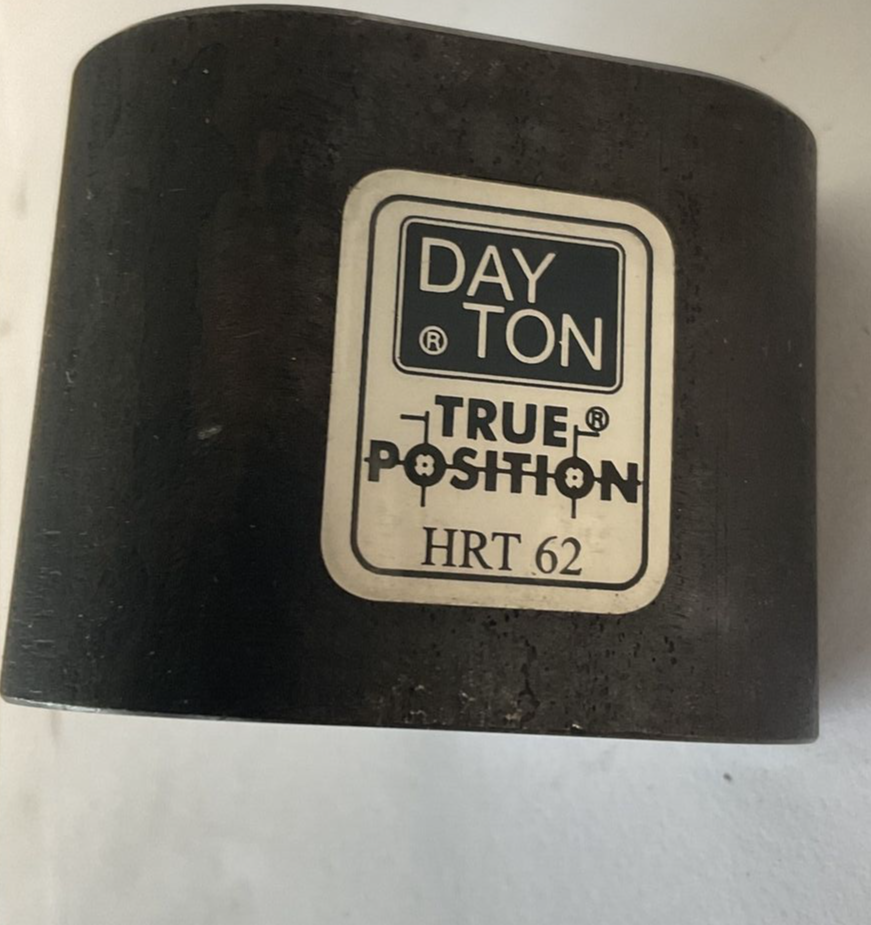 DAY
® TON
TRUE®
POSITION
HRT 62